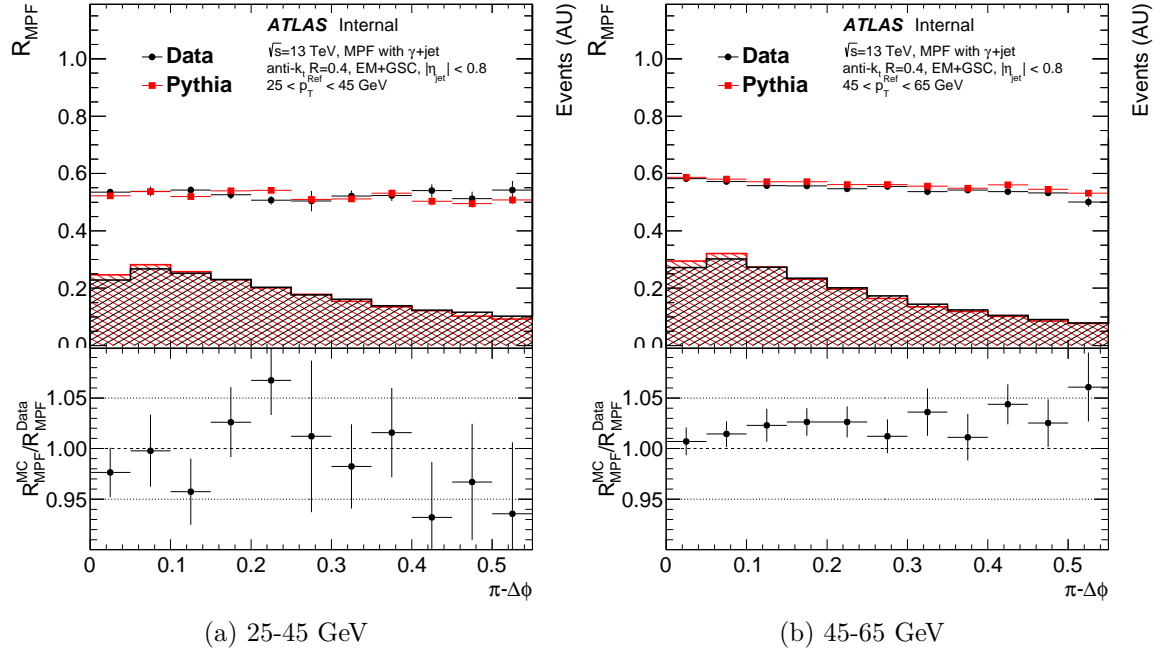 ATLAS Internal
√s=13 TeV, MPF with γ+jet
anti-k_t R=0.4, EM+GSC, |η_jet| < 0.8
25 < p_T^Ref < 45 GeV
Data
Pythia
R_MPF
Events (AU)
1.0
0.8
0.6
0.4
0.2
0.0
R_MPF^MC/R_MPF^Data
1.05
1.00
0.95
0 0.1 0.2 0.3 0.4 0.5
π-Δϕ
(a) 25-45 GeV
ATLAS Internal
√s=13 TeV, MPF with γ+jet
anti-k_t R=0.4, EM+GSC, |η_jet| < 0.8
45 < p_T^Ref < 65 GeV
Data
Pythia
R_MPF
Events (AU)
1.0
0.8
0.6
0.4
0.2
0.0
R_MPF^MC/R_MPF^Data
1.05
1.00
0.95
0 0.1 0.2 0.3 0.4 0.5
π-Δϕ
(b) 45-65 GeV